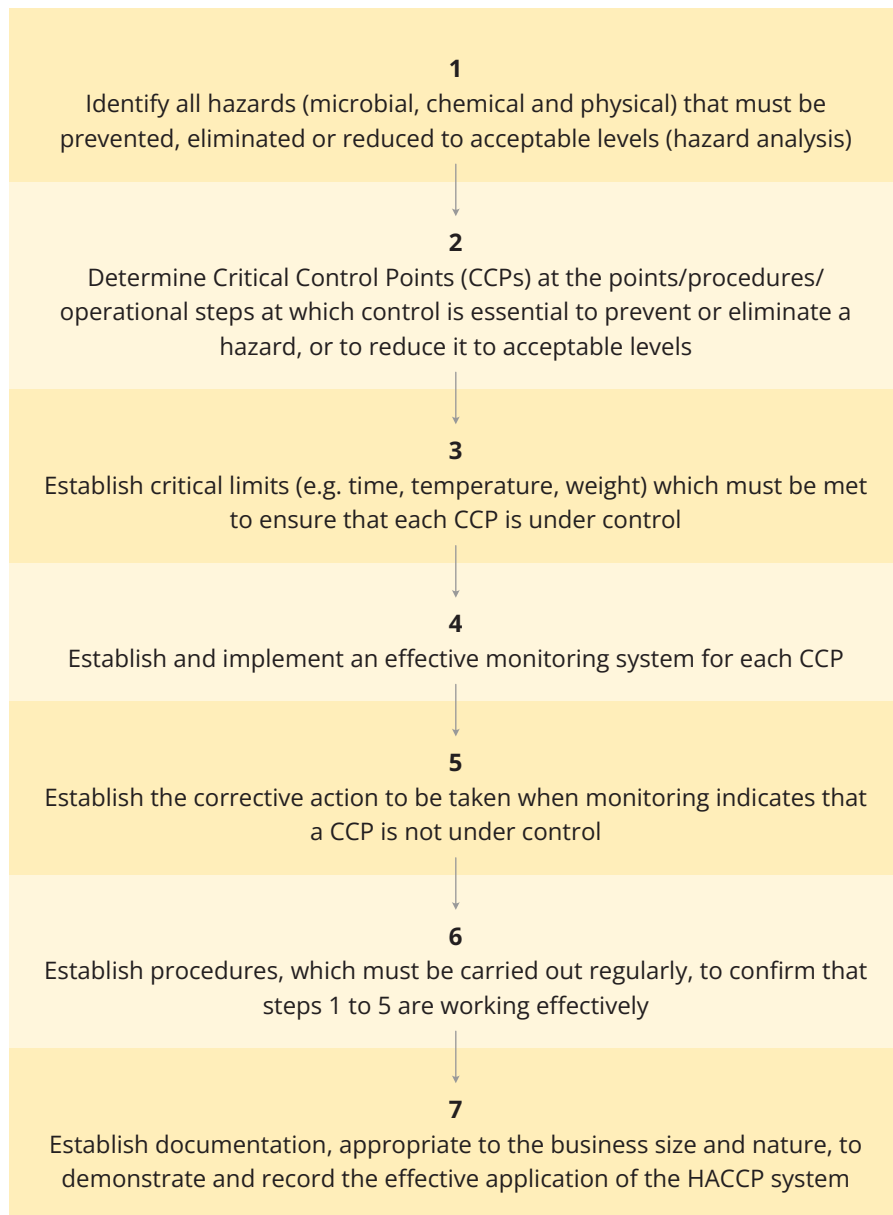 1
Identify all hazards (microbial, chemical and physical) that must be
prevented, eliminated or reduced to acceptable levels (hazard analysis)
2
Determine Critical Control Points (CCPs) at the points/procedures/
operational steps at which control is essential to prevent or eliminate a
hazard, or to reduce it to acceptable levels
3
Establish critical limits (e.g. time, temperature, weight) which must be met
to ensure that each CCP is under control
4
Establish and implement an effective monitoring system for each CCP
5
Establish the corrective action to be taken when monitoring indicates that
a CCP is not under control
6
Establish procedures, which must be carried out regularly, to confirm that
steps 1 to 5 are working effectively
7
Establish documentation, appropriate to the business size and nature, to
demonstrate and record the effective application of the HACCP system